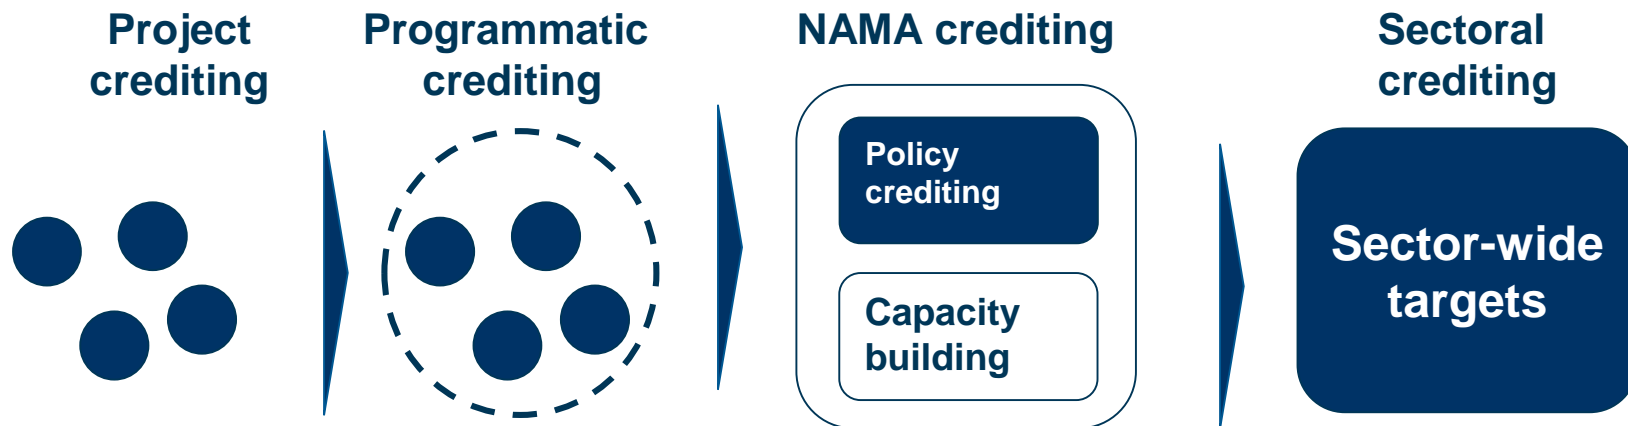 Project
crediting
Programmatic
crediting
NAMA crediting
Policy
crediting
Capacity
building
Sectoral
crediting
Sector-wide
targets